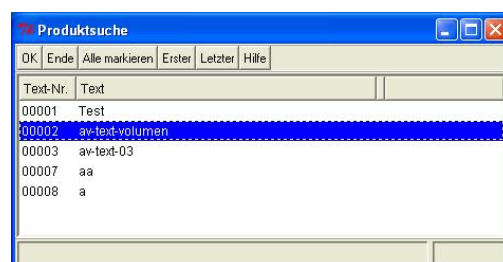 Produktsuche
OK Ende Alle markieren Erster Letzter Hilfe
Text-Nr. Text
00001 Test
00002 av-text-volumen
00003 av-text-03
00007 aa
00008 a